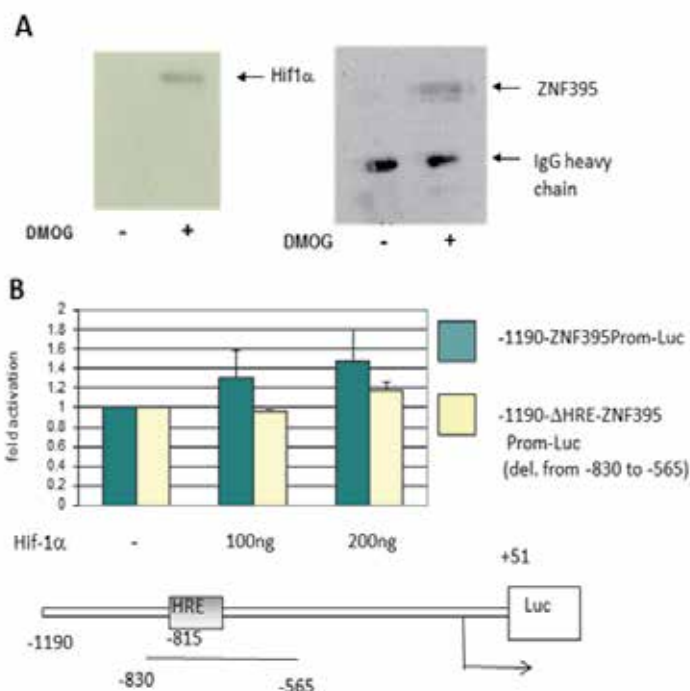 A
Hif1α
ZNF395
IgG heavy
chain
DMOG - +
DMOG - +
B
2
1.8
1.6
1.4
1.2
1
0.8
0.6
0.4
0.2
0
fold activation
-1190-ZNF395Prom-Luc
-1190-ΔHRE-ZNF395
Prom-Luc
(del. from -830 to -565)
Hif-1α - 100ng 200ng
+51
HRE
Luc
-1190
-815
-830
-565